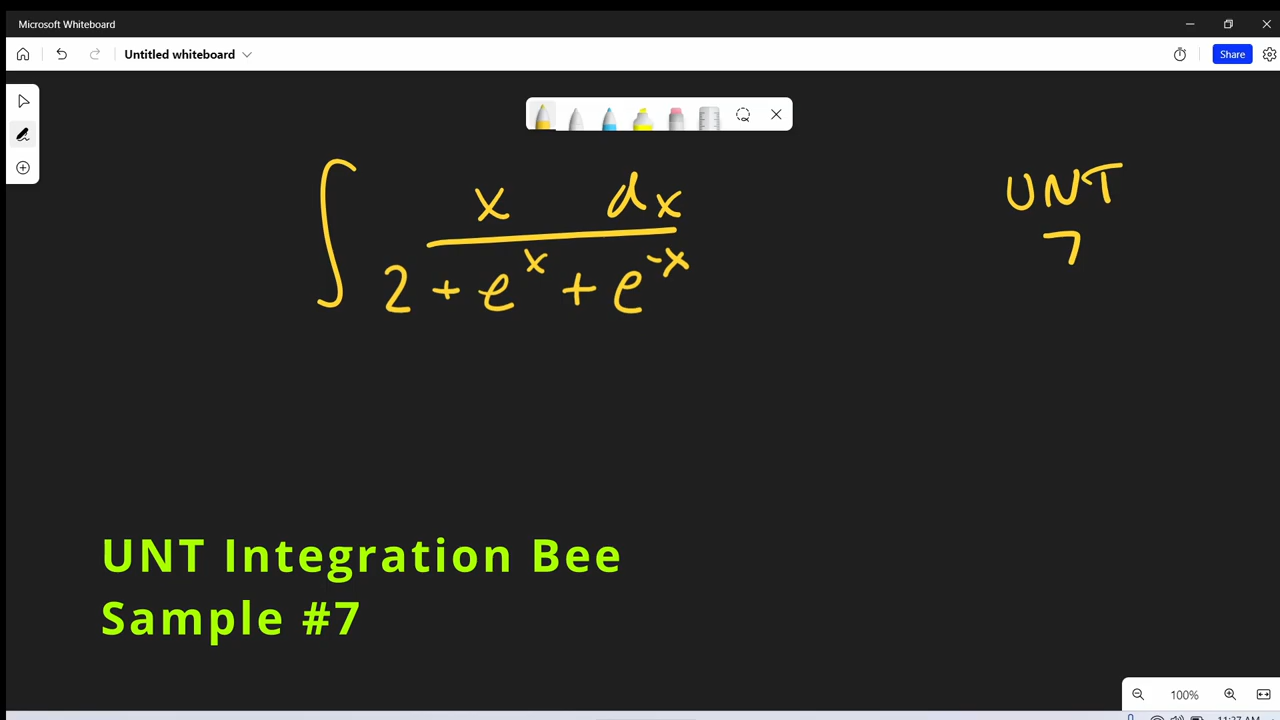 Microsoft Whiteboard
Untitled whiteboard
Share
∫ x dx
2 + e^x + e^-x
UNT
7
UNT Integration Bee
Sample #7
100%